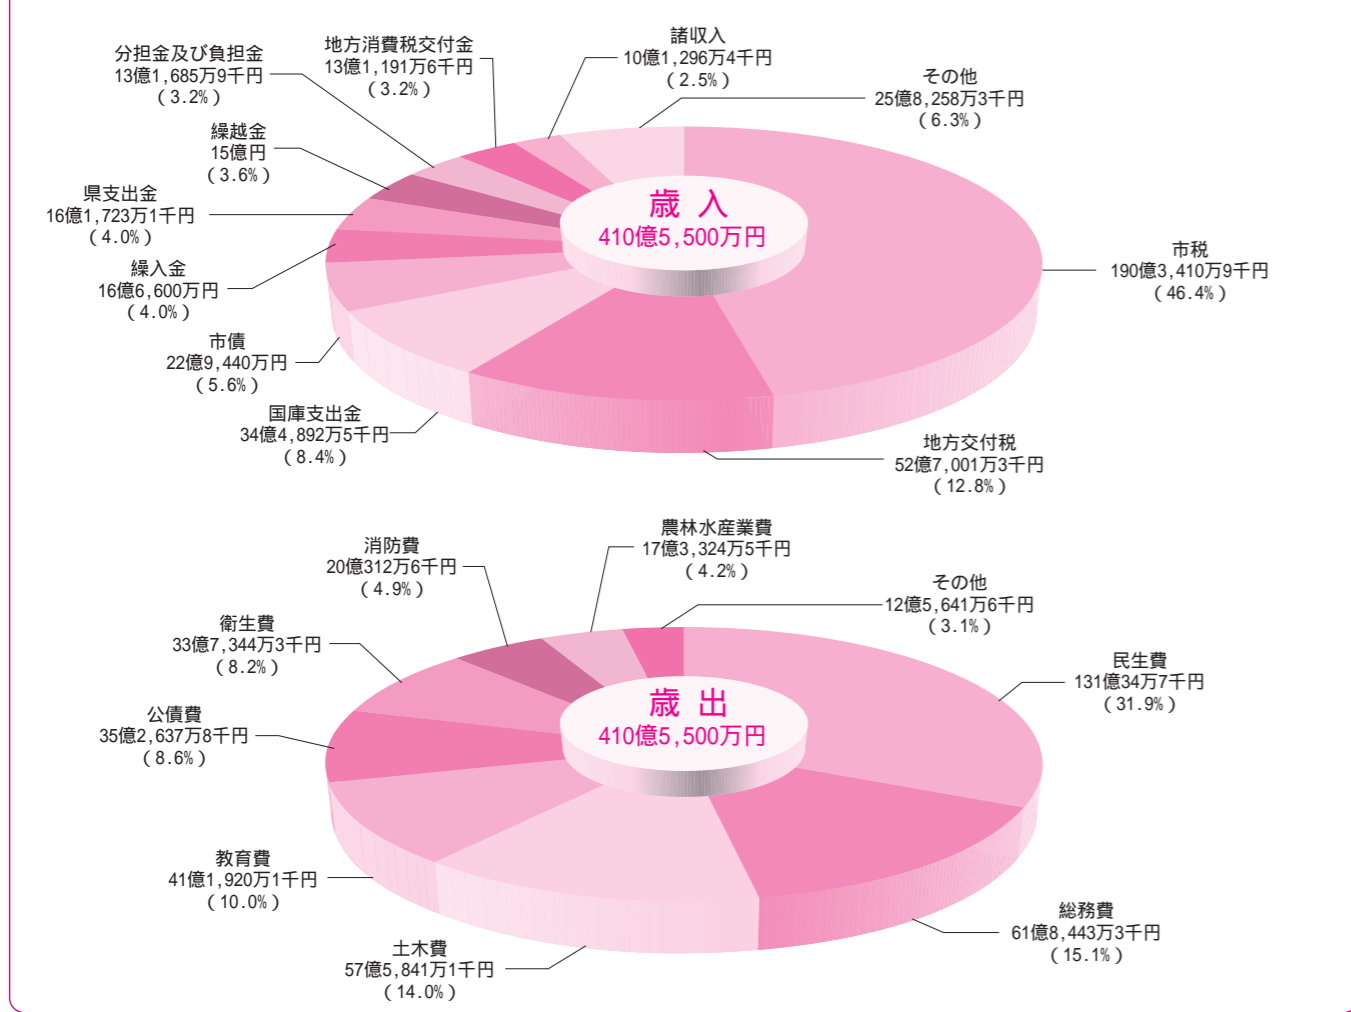 歳入
410億5,500万円
市税
190億3,410万9千円
(46.4%)
地方交付税
52億7,001万3千円
(12.8%)
国庫支出金
34億4,892万5千円
(8.4%)
市債
22億9,440万円
(5.6%)
繰入金
16億6,600万円
(4.0%)
県支出金
16億1,723万1千円
(4.0%)
繰越金
15億円
(3.6%)
分担金及び負担金
13億1,685万9千円
(3.2%)
地方消費税交付金
13億1,191万6千円
(3.2%)
諸収入
10億1,296万4千円
(2.5%)
その他
25億8,258万3千円
(6.3%)
歳出
410億5,500万円
民生費
131億34万7千円
(31.9%)
総務費
61億8,443万3千円
(15.1%)
土木費
57億5,841万1千円
(14.0%)
教育費
41億1,920万1千円
(10.0%)
公債費
35億2,637万8千円
(8.6%)
衛生費
33億7,344万3千円
(8.2%)
消防費
20億312万6千円
(4.9%)
農林水産業費
17億3,324万5千円
(4.2%)
その他
12億5,641万6千円
(3.1%)